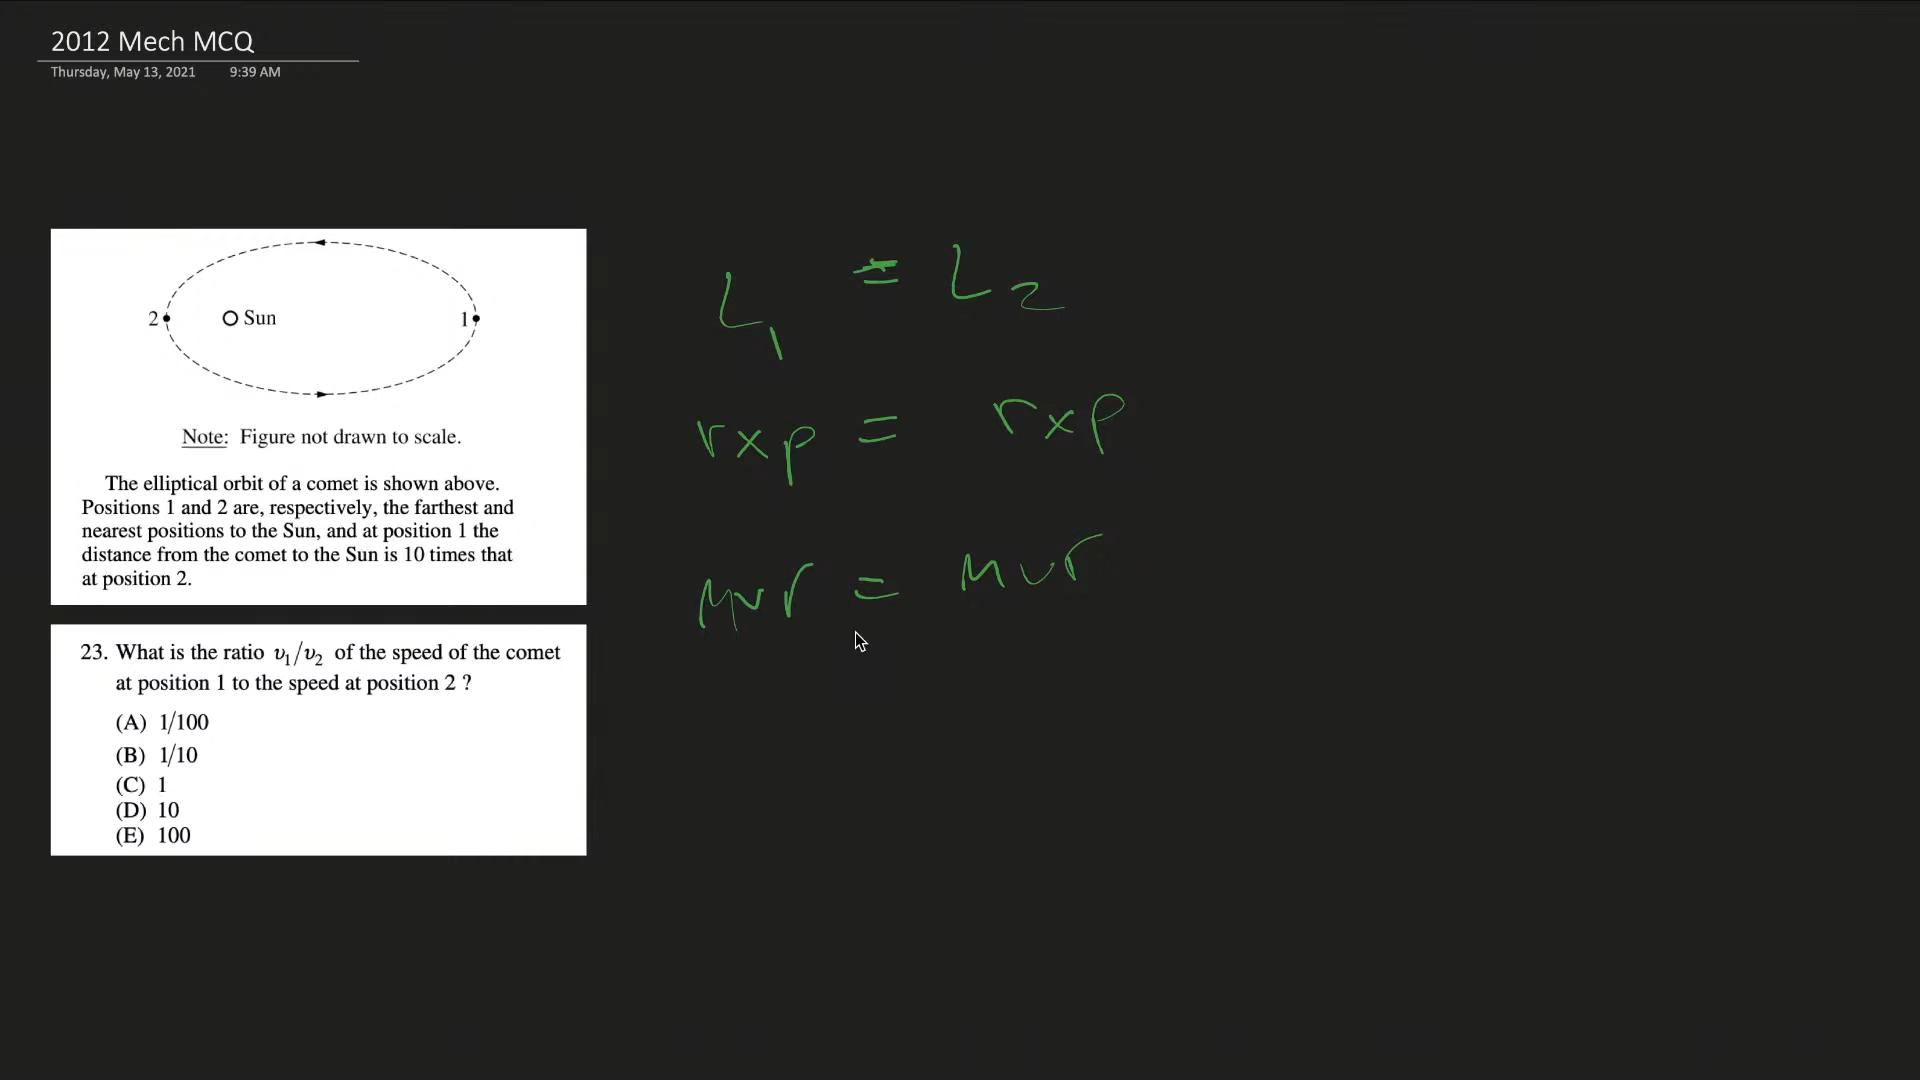 2012 Mech MCQ
Thursday, May 13, 2021 9:39 AM
2 Sun 1
Note: Figure not drawn to scale.
The elliptical orbit of a comet is shown above.
Positions 1 and 2 are, respectively, the farthest and
nearest positions to the Sun, and at position 1 the
distance from the comet to the Sun is 10 times that
at position 2.
23. What is the ratio v₁/v₂ of the speed of the comet
at position 1 to the speed at position 2 ?
(A) 1/100
(B) 1/10
(C) 1
(D) 10
(E) 100
L₁ = L₂
r×p = r×p
mvr = mvr